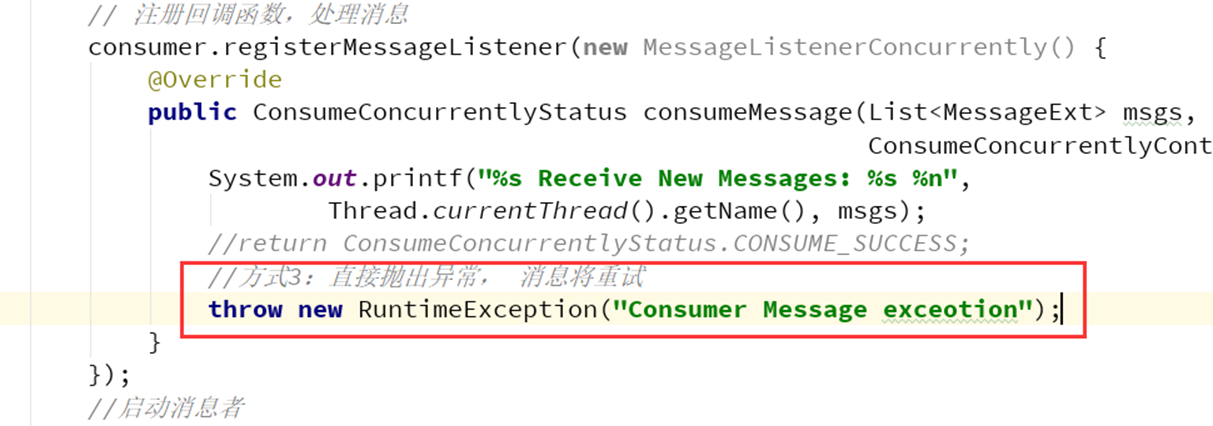 // 注册回调函数，处理消息
consumer.registerMessageListener(new MessageListenerConcurrently() {
@Override
public ConsumeConcurrentlyStatus consumeMessage(List<MessageExt> msgs,
ConsumeConcurrentlyCont
System.out.printf("%s Receive New Messages: %s %n",
Thread.currentThread().getName(), msgs);
//return ConsumeConcurrentlyStatus.CONSUME_SUCCESS;
//方式3：直接抛出异常， 消息将重试
throw new RuntimeException("Consumer Message exceotion");
}
});
//启动消息者